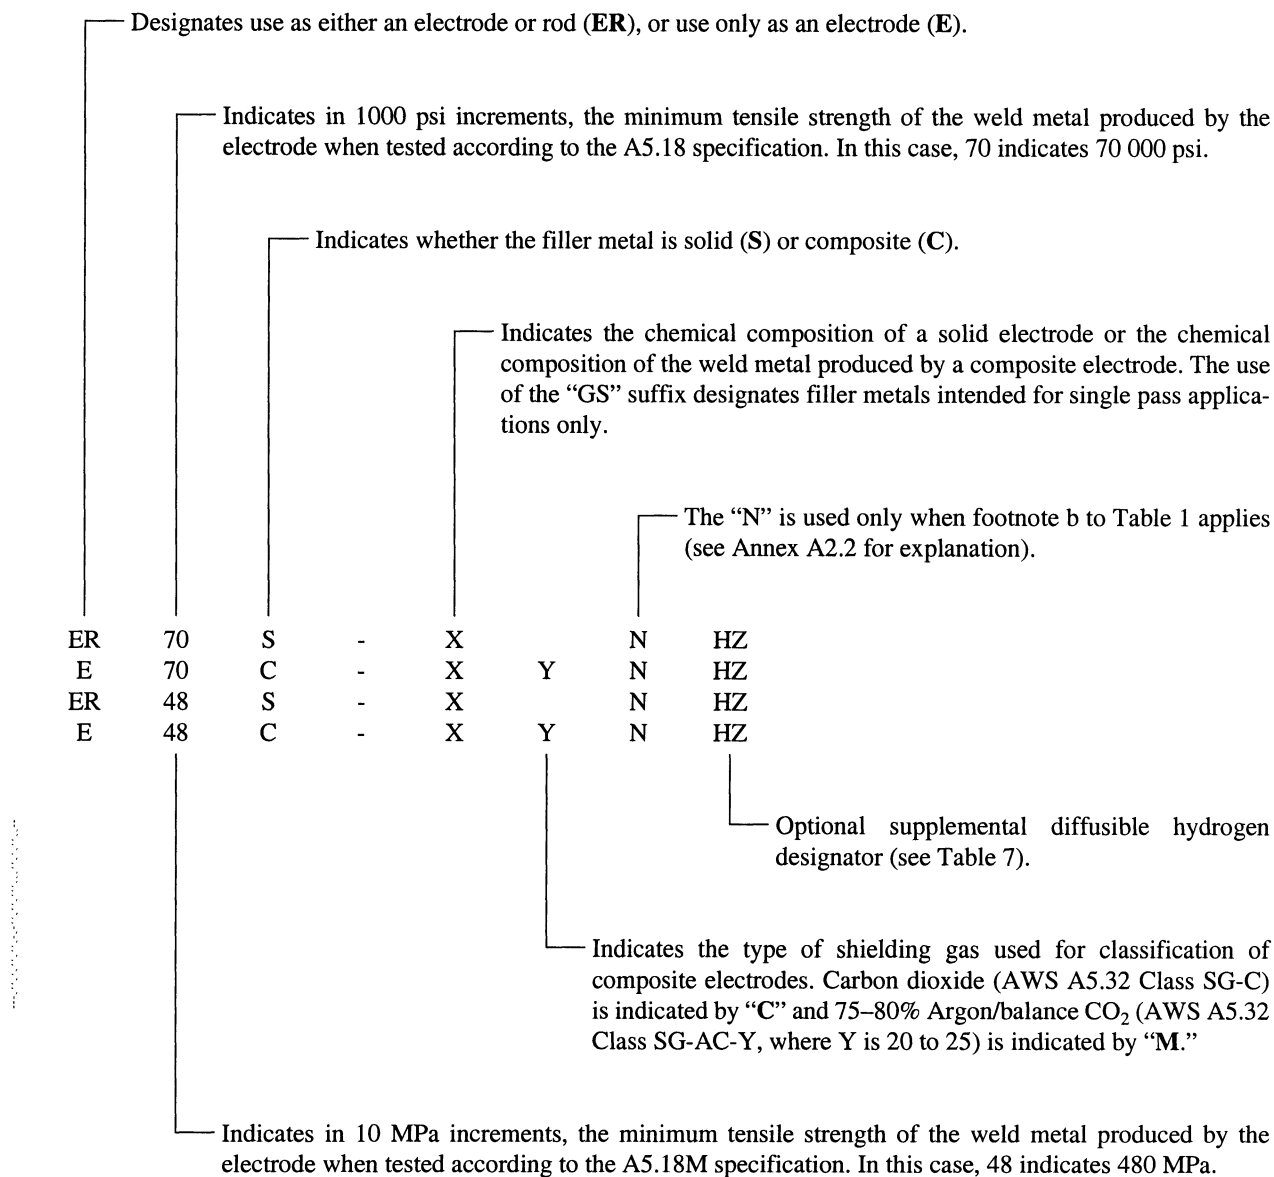 Designates use as either an electrode or rod (ER), or use only as an electrode (E).
Indicates in 1000 psi increments, the minimum tensile strength of the weld metal produced by the
electrode when tested according to the A5.18 specification. In this case, 70 indicates 70 000 psi.
Indicates whether the filler metal is solid (S) or composite (C).
Indicates the chemical composition of a solid electrode or the chemical
composition of the weld metal produced by a composite electrode. The use
of the “GS” suffix designates filler metals intended for single pass applica-
tions only.
The “N” is used only when footnote b to Table 1 applies
(see Annex A2.2 for explanation).
ER 70 S - X N HZ
E 70 C - X Y N HZ
ER 48 S - X N HZ
E 48 C - X Y N HZ
Optional supplemental diffusible hydrogen
designator (see Table 7).
Indicates the type of shielding gas used for classification of
composite electrodes. Carbon dioxide (AWS A5.32 Class SG-C)
is indicated by “C” and 75–80% Argon/balance CO₂ (AWS A5.32
Class SG-AC-Y, where Y is 20 to 25) is indicated by “M.”
Indicates in 10 MPa increments, the minimum tensile strength of the weld metal produced by the
electrode when tested according to the A5.18M specification. In this case, 48 indicates 480 MPa.